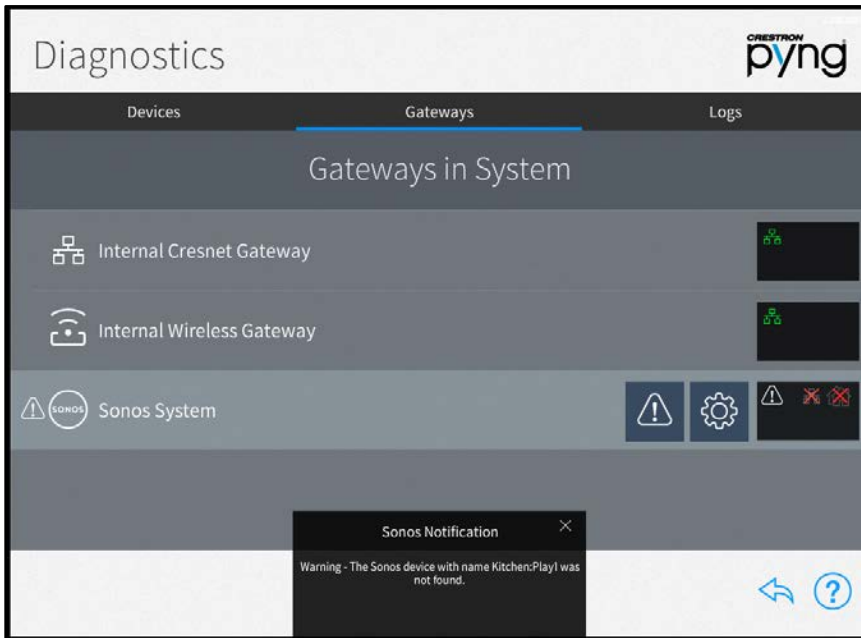 Diagnostics
CRESTRON
pyng
Devices
Gateways
Logs
Gateways in System
Internal Cresnet Gateway
Internal Wireless Gateway
SONOS
Sonos System
Sonos Notification
Warning - The Sonos device with name Kitchen:Play1 was
not found.
?